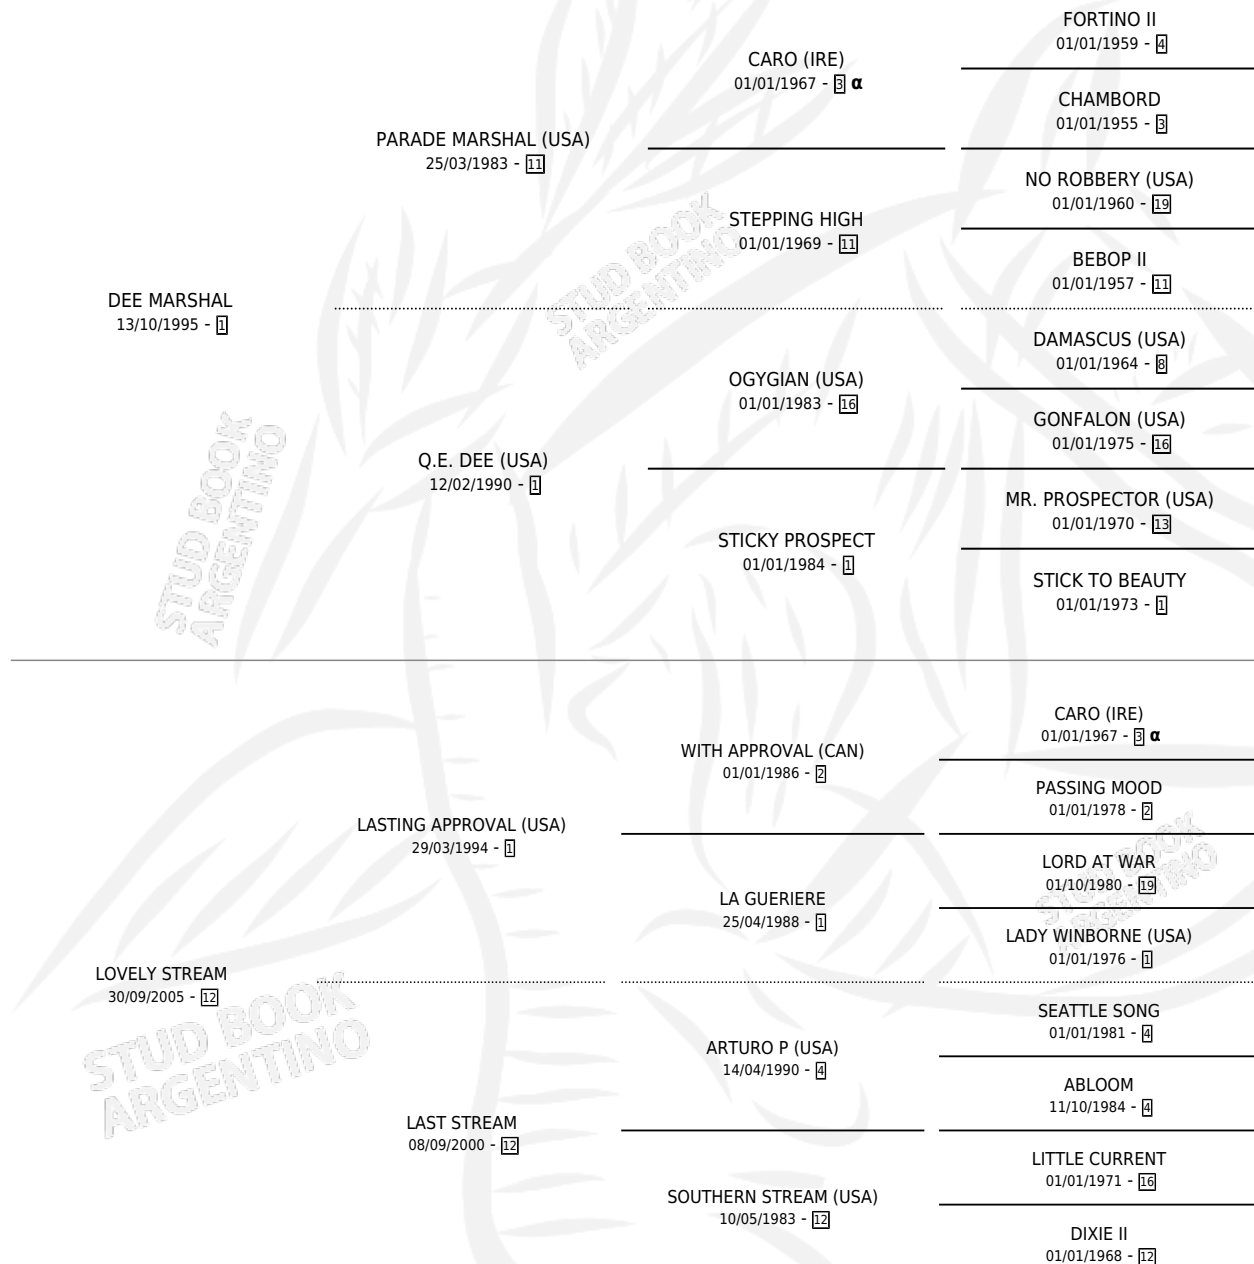 FORTINO II
01/01/1959 - 4
CARO (IRE)
01/01/1967 - 3 α
CHAMBORD
01/01/1955 - 3
PARADE MARSHAL (USA)
25/03/1983 - 11
NO ROBBERY (USA)
01/01/1960 - 19
STEPPING HIGH
01/01/1969 - 11
BEBOP II
01/01/1957 - 11
DEE MARSHAL
13/10/1995 - 1
DAMASCUS (USA)
01/01/1964 - 8
OGYGIAN (USA)
01/01/1983 - 16
GONFALON (USA)
01/01/1975 - 16
Q.E. DEE (USA)
12/02/1990 - 1
MR. PROSPECTOR (USA)
01/01/1970 - 13
STICKY PROSPECT
01/01/1984 - 1
STICK TO BEAUTY
01/01/1973 - 1
CARO (IRE)
01/01/1967 - 3 α
WITH APPROVAL (CAN)
01/01/1986 - 2
PASSING MOOD
01/01/1978 - 2
LASTING APPROVAL (USA)
29/03/1994 - 1
LORD AT WAR
01/10/1980 - 19
LA GUERIERE
25/04/1988 - 1
LADY WINBORNE (USA)
01/01/1976 - 1
LOVELY STREAM
30/09/2005 - 12
SEATTLE SONG
01/01/1981 - 4
ARTURO P (USA)
14/04/1990 - 4
ABLOOM
11/10/1984 - 4
LAST STREAM
08/09/2000 - 12
LITTLE CURRENT
01/01/1971 - 16
SOUTHERN STREAM (USA)
10/05/1983 - 12
DIXIE II
01/01/1968 - 12
STUD BOOK
ARGENTINO
STUD BOOK
ARGENTINO
STUD BOOK
ARGENTINO
STUD BOOK
ARGENTINO